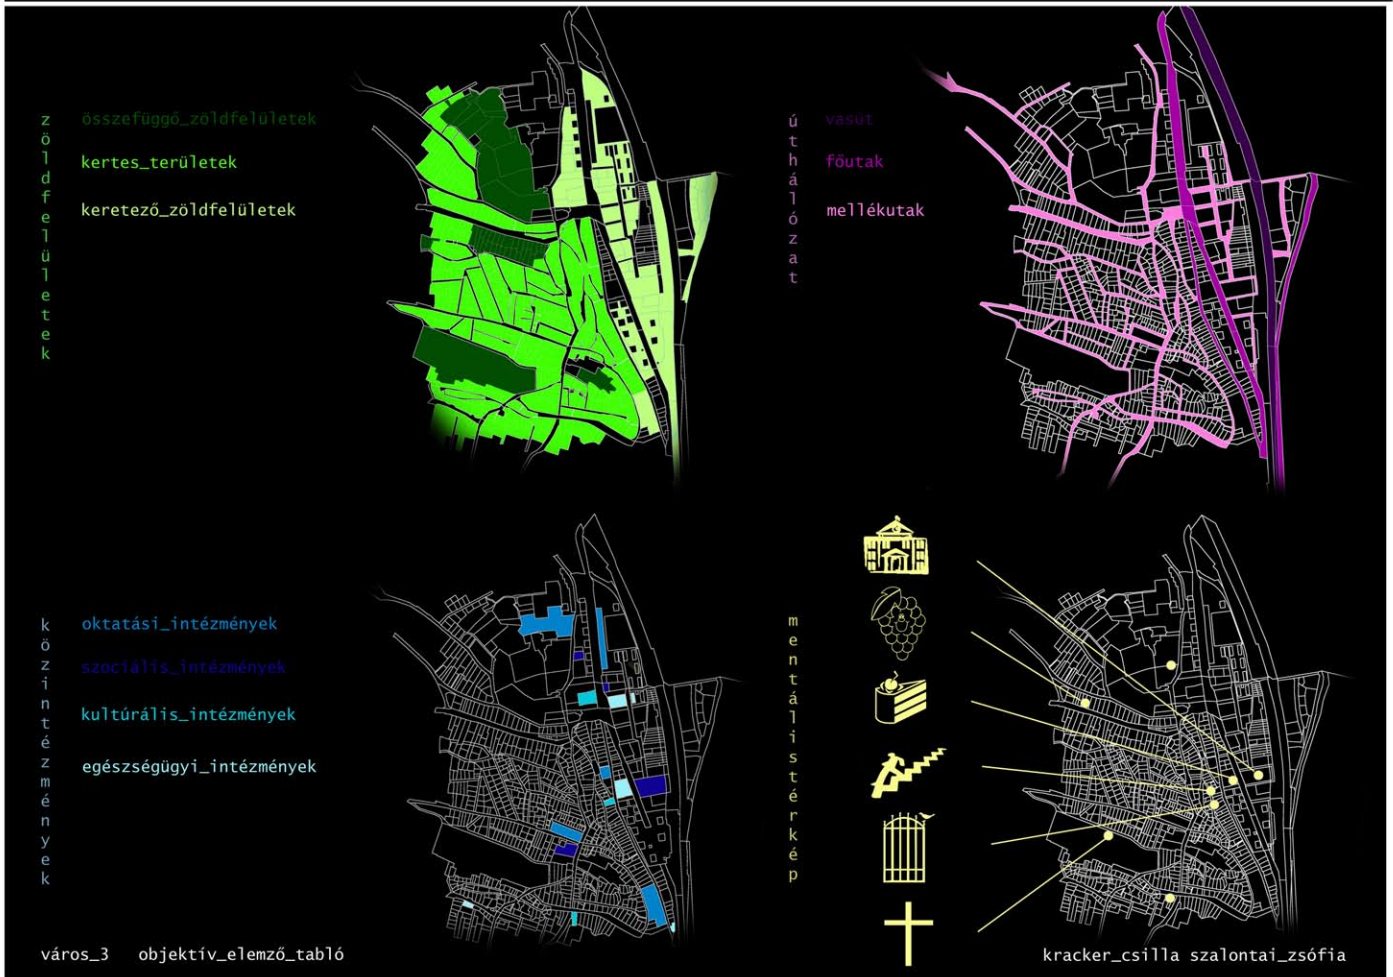 zöldfelületek
összefüggő_zöldfelületek
kertes_területek
keretező_zöldfelületek
úthálózat
vasút
főutak
mellékutak
közintézmények
oktatási_intézmények
szociális_intézmények
kultúrális_intézmények
egészségügyi_intézmények
mentálistérkép
város_3 objektív_elemző_tabló
kracker_csilla szalontai_zsófia